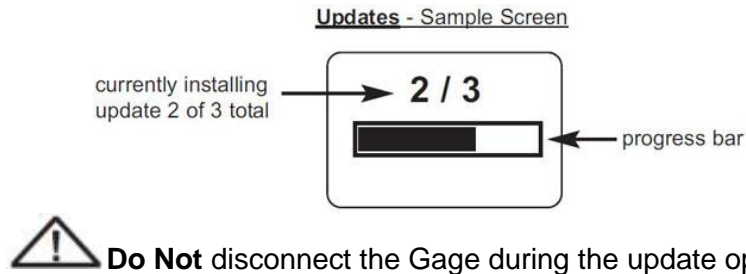 Updates - Sample Screen
currently installing
update 2 of 3 total
2 / 3
progress bar
Do Not disconnect the Gage during the update